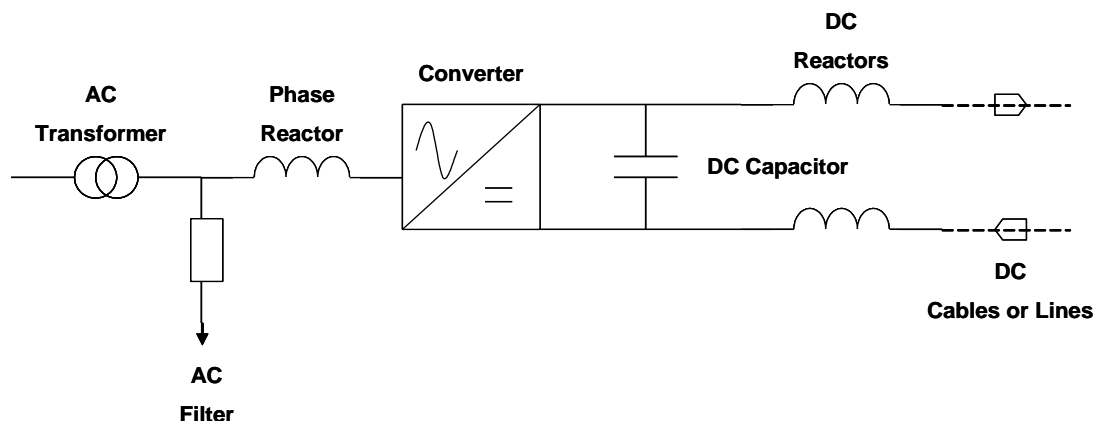 DC
Reactors
Converter
AC
Transformer
Phase
Reactor
DC Capacitor
DC
Cables or Lines
AC
Filter